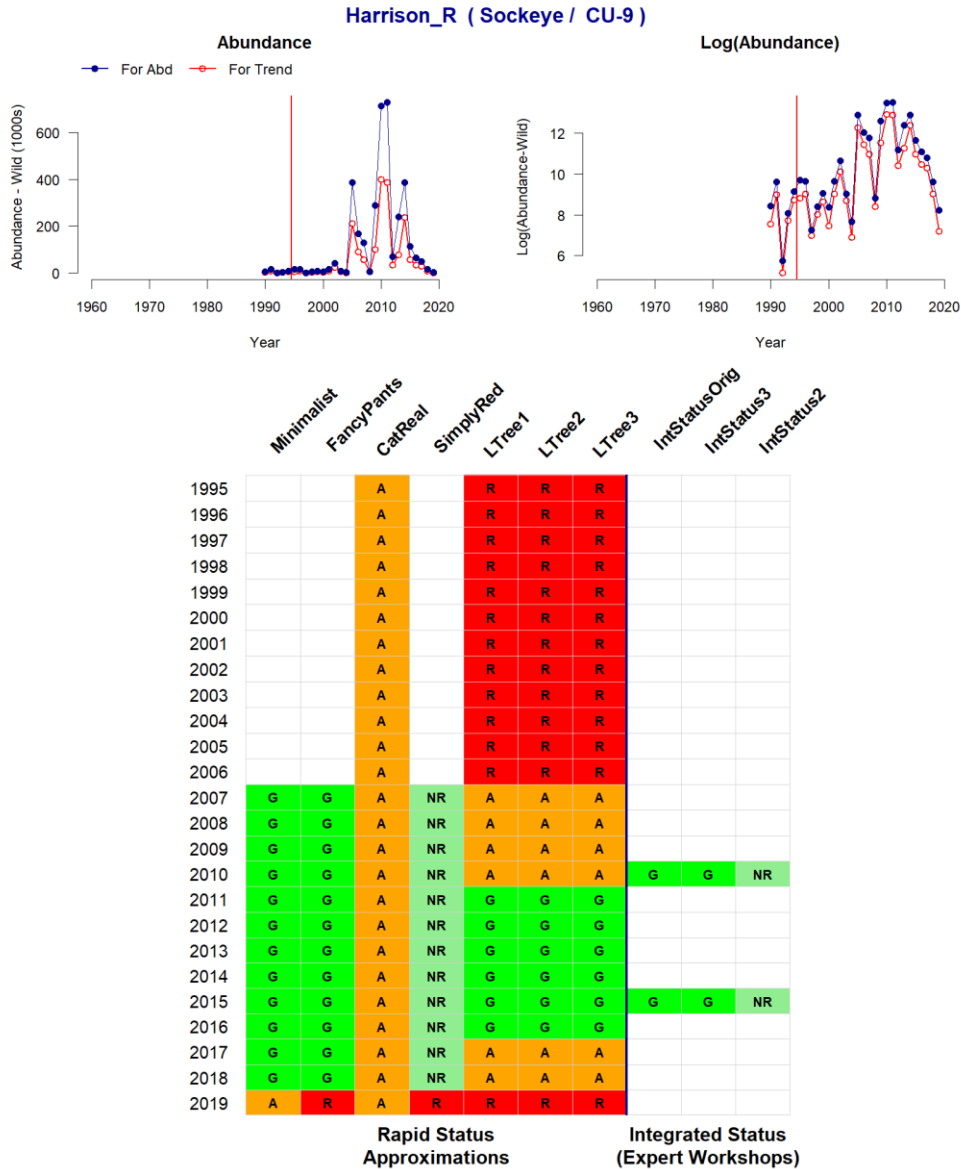 Harrison_R ( Sockeye / CU-9 )
Abundance
For Abd For Trend
Abundance - Wild (1000s)
600
400
200
0
1960 1970 1980 1990 2000 2010 2020
Year
Log(Abundance)
Log(Abundance-Wild)
12
10
8
6
1960 1970 1980 1990 2000 2010 2020
Year
Minimalist FancyPants CatReal SimplyRed LTree1 LTree2 LTree3 IntStatusOrig IntStatus3 IntStatus2
1995 A R R R
1996 A R R R
1997 A R R R
1998 A R R R
1999 A R R R
2000 A R R R
2001 A R R R
2002 A R R R
2003 A R R R
2004 A R R R
2005 A R R R
2006 A R R R
2007 G G A NR A A A
2008 G G A NR A A A
2009 G G A NR A A A
2010 G G A NR A A A G G NR
2011 G G A NR G G G
2012 G G A NR G G G
2013 G G A NR G G G
2014 G G A NR G G G
2015 G G A NR G G G G G NR
2016 G G A NR G G G
2017 G G A NR A A A
2018 G G A NR A A A
2019 A R A R R R R
Rapid Status
Approximations
Integrated Status
(Expert Workshops)